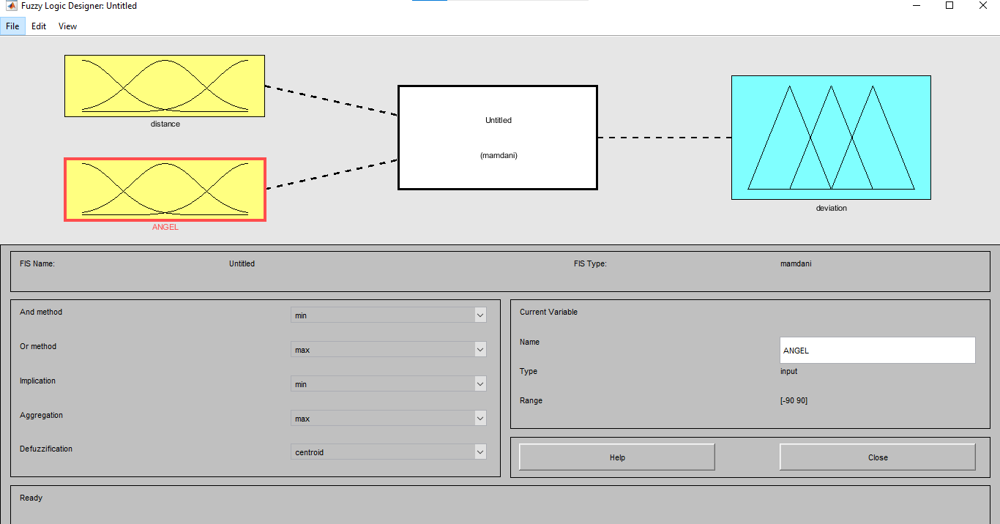 Fuzzy Logic Designer: Untitled
File Edit View
distance
ANGEL
Untitled
(mamdani)
deviation
FIS Name: Untitled FIS Type: mamdani
And method min
Or method max
Implication min
Aggregation max
Defuzzification centroid
Current Variable
Name ANGEL
Type input
Range [-90 90]
Help Close
Ready